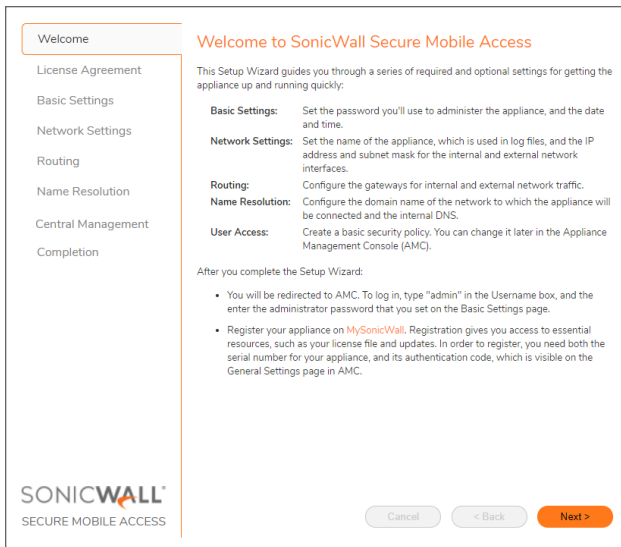 Welcome
License Agreement
Basic Settings
Network Settings
Routing
Name Resolution
Central Management
Completion
SONICWALL®
SECURE MOBILE ACCESS
Welcome to SonicWall Secure Mobile Access
This Setup Wizard guides you through a series of required and optional settings for getting the
appliance up and running quickly:
Basic Settings: Set the password you'll use to administer the appliance, and the date
and time.
Network Settings: Set the name of the appliance, which is used in log files, and the IP
address and subnet mask for the internal and external network
interfaces.
Routing: Configure the gateways for internal and external network traffic.
Name Resolution: Configure the domain name of the network to which the appliance will
be connected and the internal DNS.
User Access: Create a basic security policy. You can change it later in the Appliance
Management Console (AMC).
After you complete the Setup Wizard:
• You will be redirected to AMC. To log in, type "admin" in the Username box, and the
enter the administrator password that you set on the Basic Settings page.
• Register your appliance on MySonicWall. Registration gives you access to essential
resources, such as your license file and updates. In order to register, you need both the
serial number for your appliance, and its authentication code, which is visible on the
General Settings page in AMC.
Cancel < Back Next >